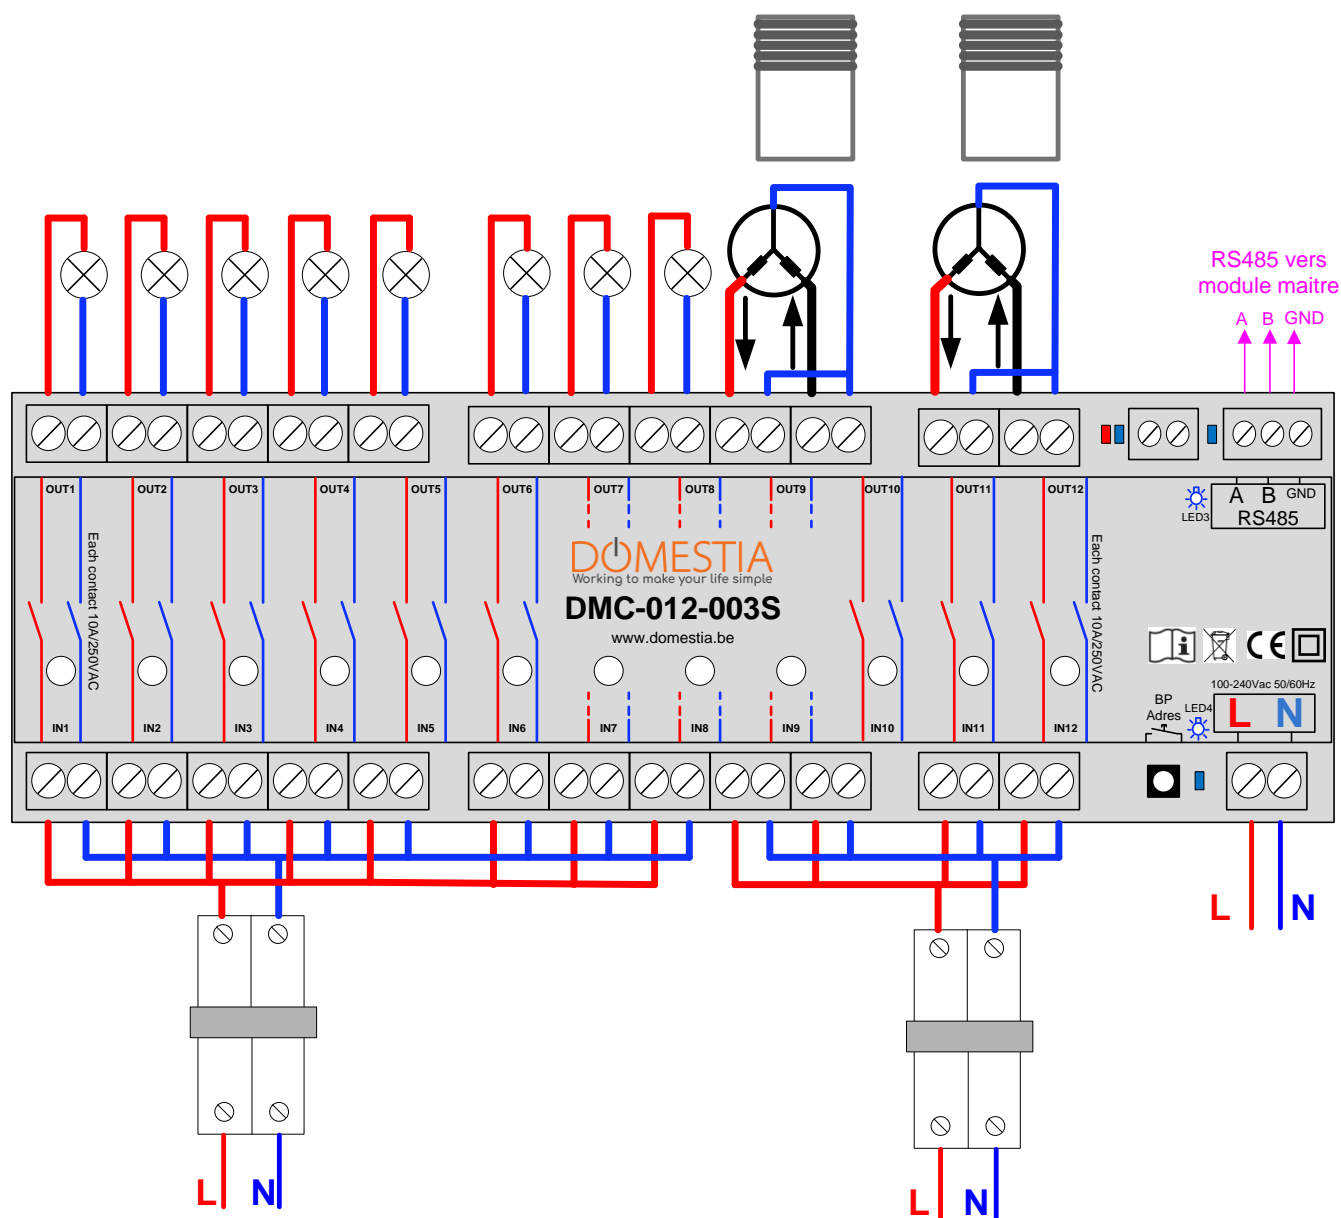 RS485 vers
module maitre
A B GND
OUT1 OUT2 OUT3 OUT4 OUT5 OUT6 OUT7 OUT8 OUT9 OUT10 OUT11 OUT12
A B GND
RS485
LED3
Each contact 10A/250VAC
Each contact 10A/250VAC
DOMESTIA
Working to make your life simple
DMC-012-003S
www.domestia.be
i
CE
100-240Vac 50/60Hz
BP
Adres
LED4
L N
IN1 IN2 IN3 IN4 IN5 IN6 IN7 IN8 IN9 IN10 IN11 IN12
L N
L N
L N